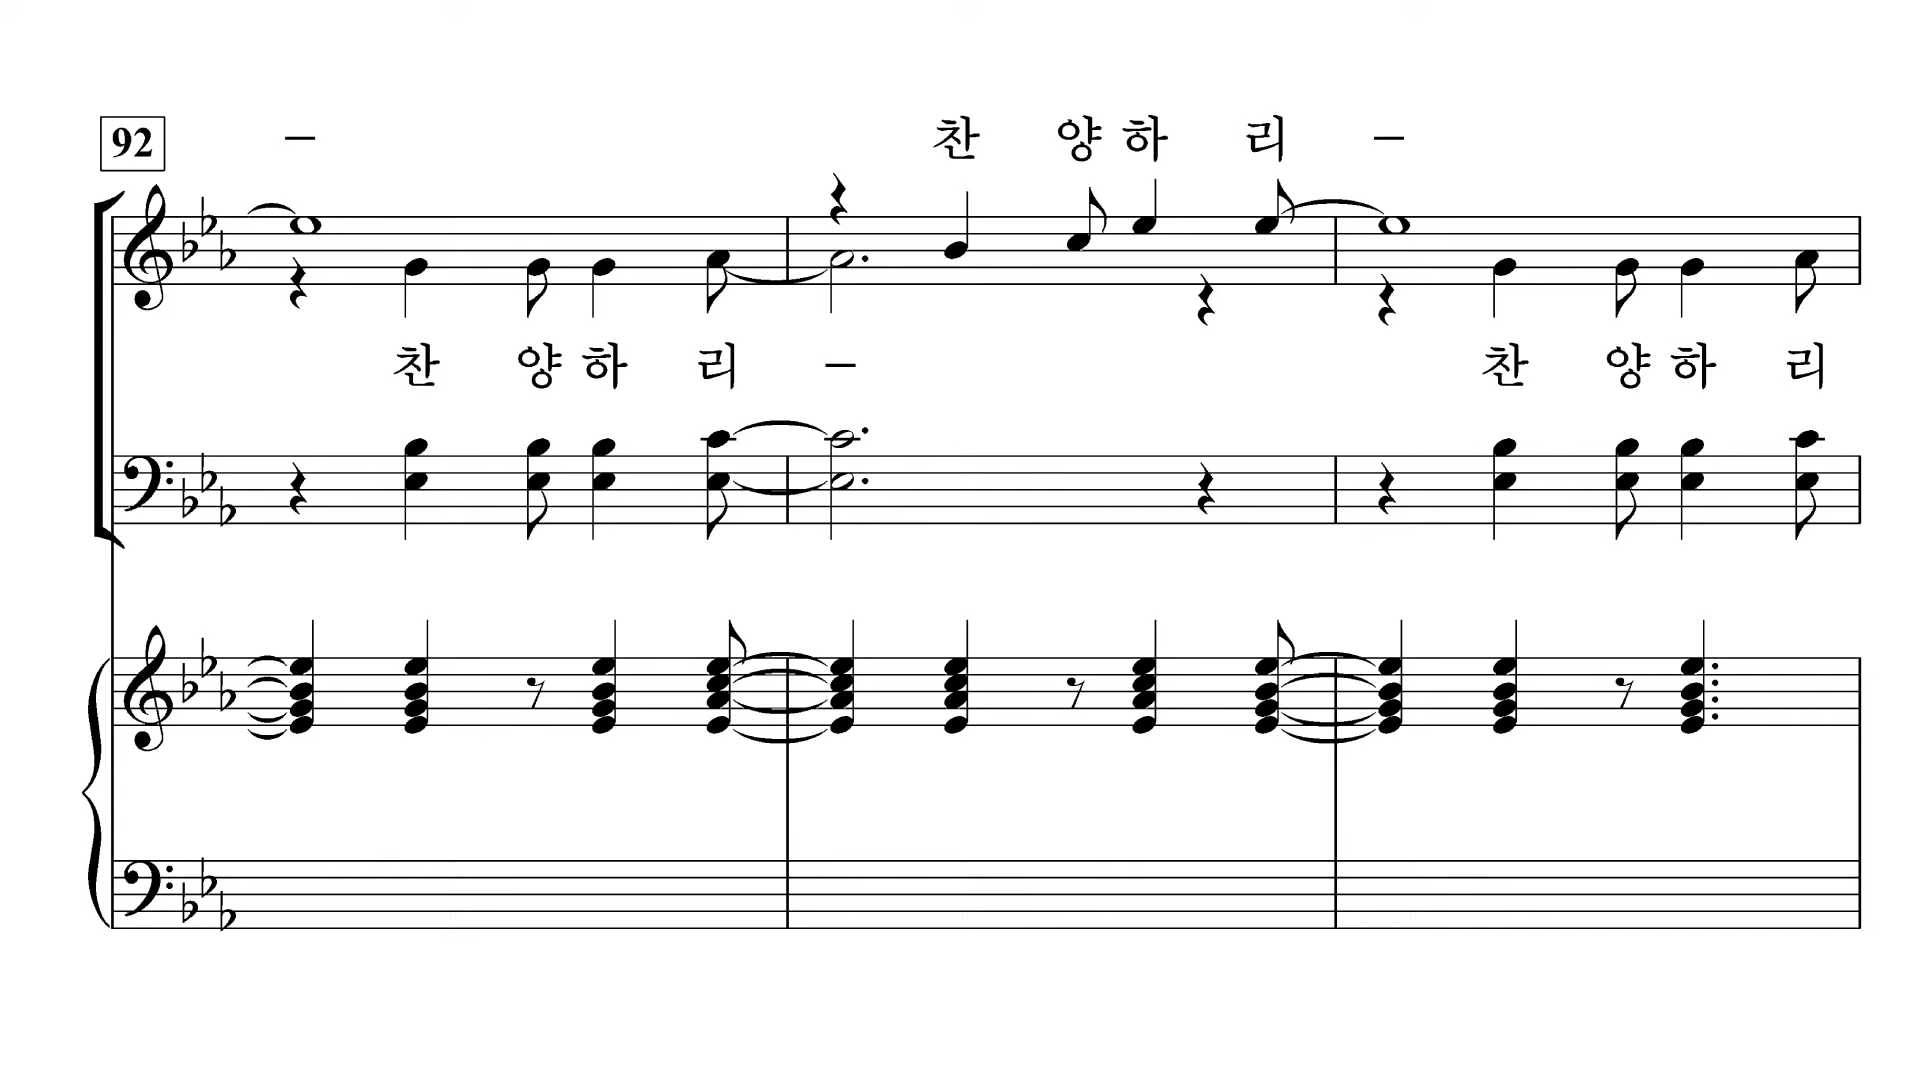 92 – 찬 양 하 리 –
찬 양 하 리 – 찬 양 하 리